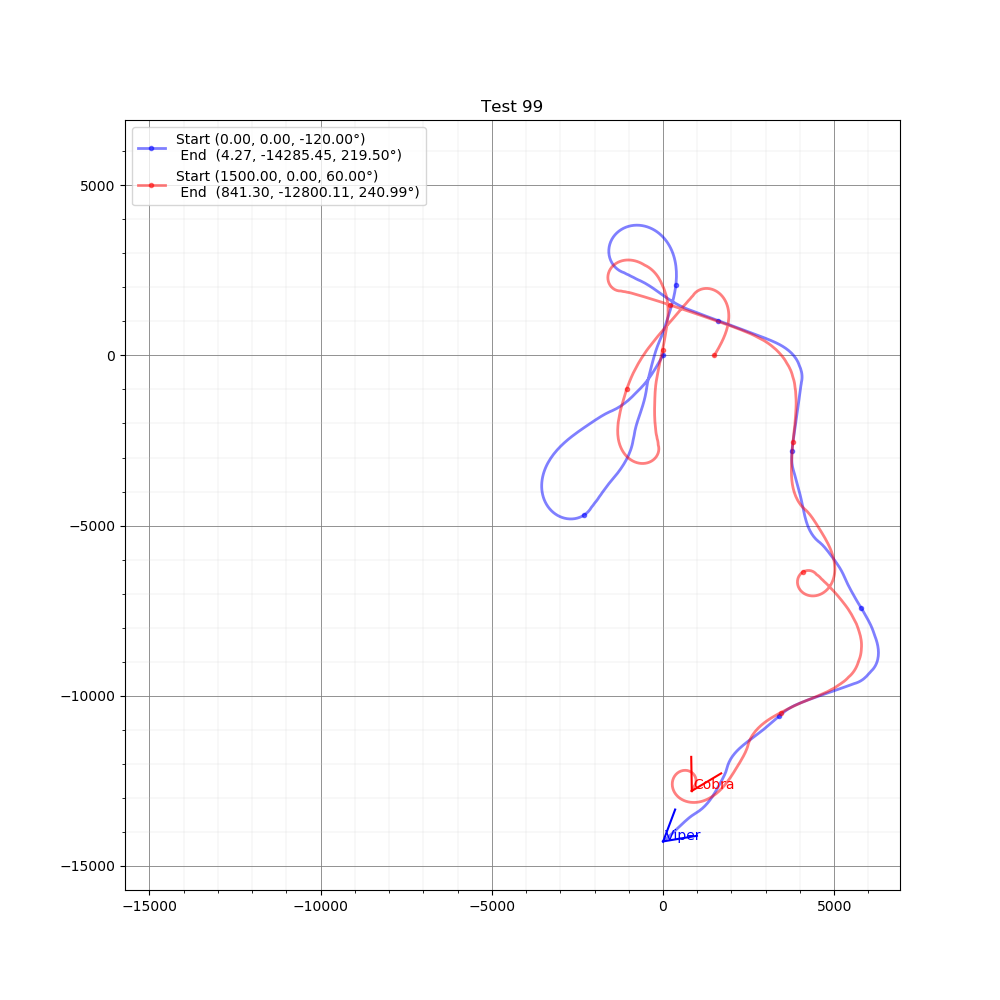 Test 99
Start (0.00, 0.00, -120.00°)
End (4.27, -14285.45, 219.50°)
Start (1500.00, 0.00, 60.00°)
End (841.30, -12800.11, 240.99°)
5000
0
−5000
−10000
−15000
Cobra
Viper
−15000 −10000 −5000 0 5000